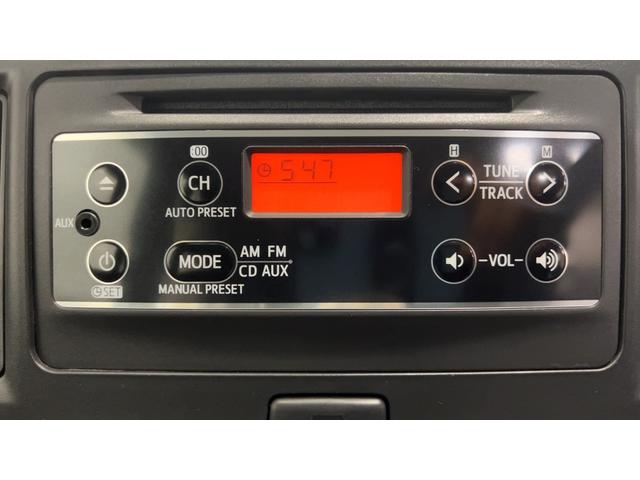 :00
H
M
5 47
CH
TUNE
TRACK
AUTO PRESET
AUX
MODE
AM FM
CD AUX
-VOL-
SET
MANUAL PRESET